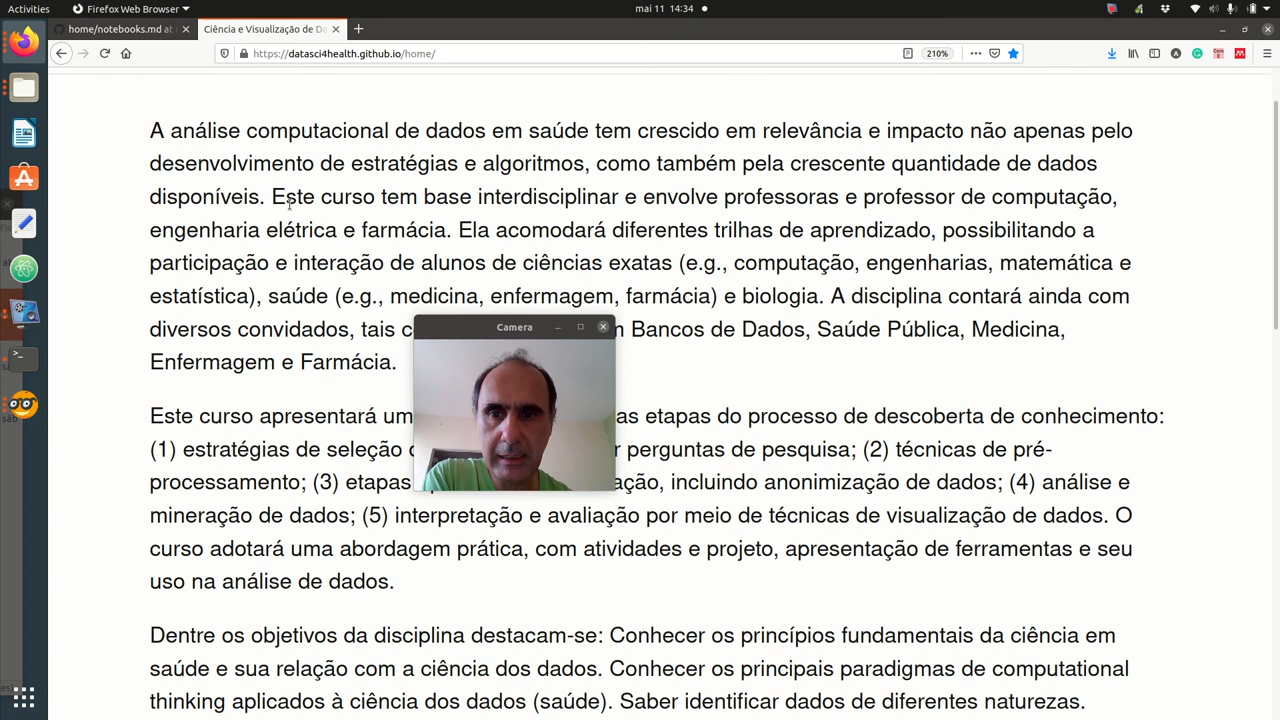 Activities
Firefox Web Browser
mai 11 14:34
home/notebooks.md at
Ciência e Visualização de Da
https://datasci4health.github.io/home/
210%
A análise computacional de dados em saúde tem crescido em relevância e impacto não apenas pelo
desenvolvimento de estratégias e algoritmos, como também pela crescente quantidade de dados
disponíveis. Este curso tem base interdisciplinar e envolve professoras e professor de computação,
engenharia elétrica e farmácia. Ela acomodará diferentes trilhas de aprendizado, possibilitando a
participação e interação de alunos de ciências exatas (e.g., computação, engenharias, matemática e
estatística), saúde (e.g., medicina, enfermagem, farmácia) e biologia. A disciplina contará ainda com
diversos convidados, tais c m Bancos de Dados, Saúde Pública, Medicina,
Camera
Enfermagem e Farmácia.
Este curso apresentará um as etapas do processo de descoberta de conhecimento:
(1) estratégias de seleção r perguntas de pesquisa; (2) técnicas de pré-
processamento; (3) etapas ação, incluindo anonimização de dados; (4) análise e
mineração de dados; (5) interpretação e avaliação por meio de técnicas de visualização de dados. O
curso adotará uma abordagem prática, com atividades e projeto, apresentação de ferramentas e seu
uso na análise de dados.
Dentre os objetivos da disciplina destacam-se: Conhecer os princípios fundamentais da ciência em
saúde e sua relação com a ciência dos dados. Conhecer os principais paradigmas de computational
thinking aplicados à ciência dos dados (saúde). Saber identificar dados de diferentes naturezas.